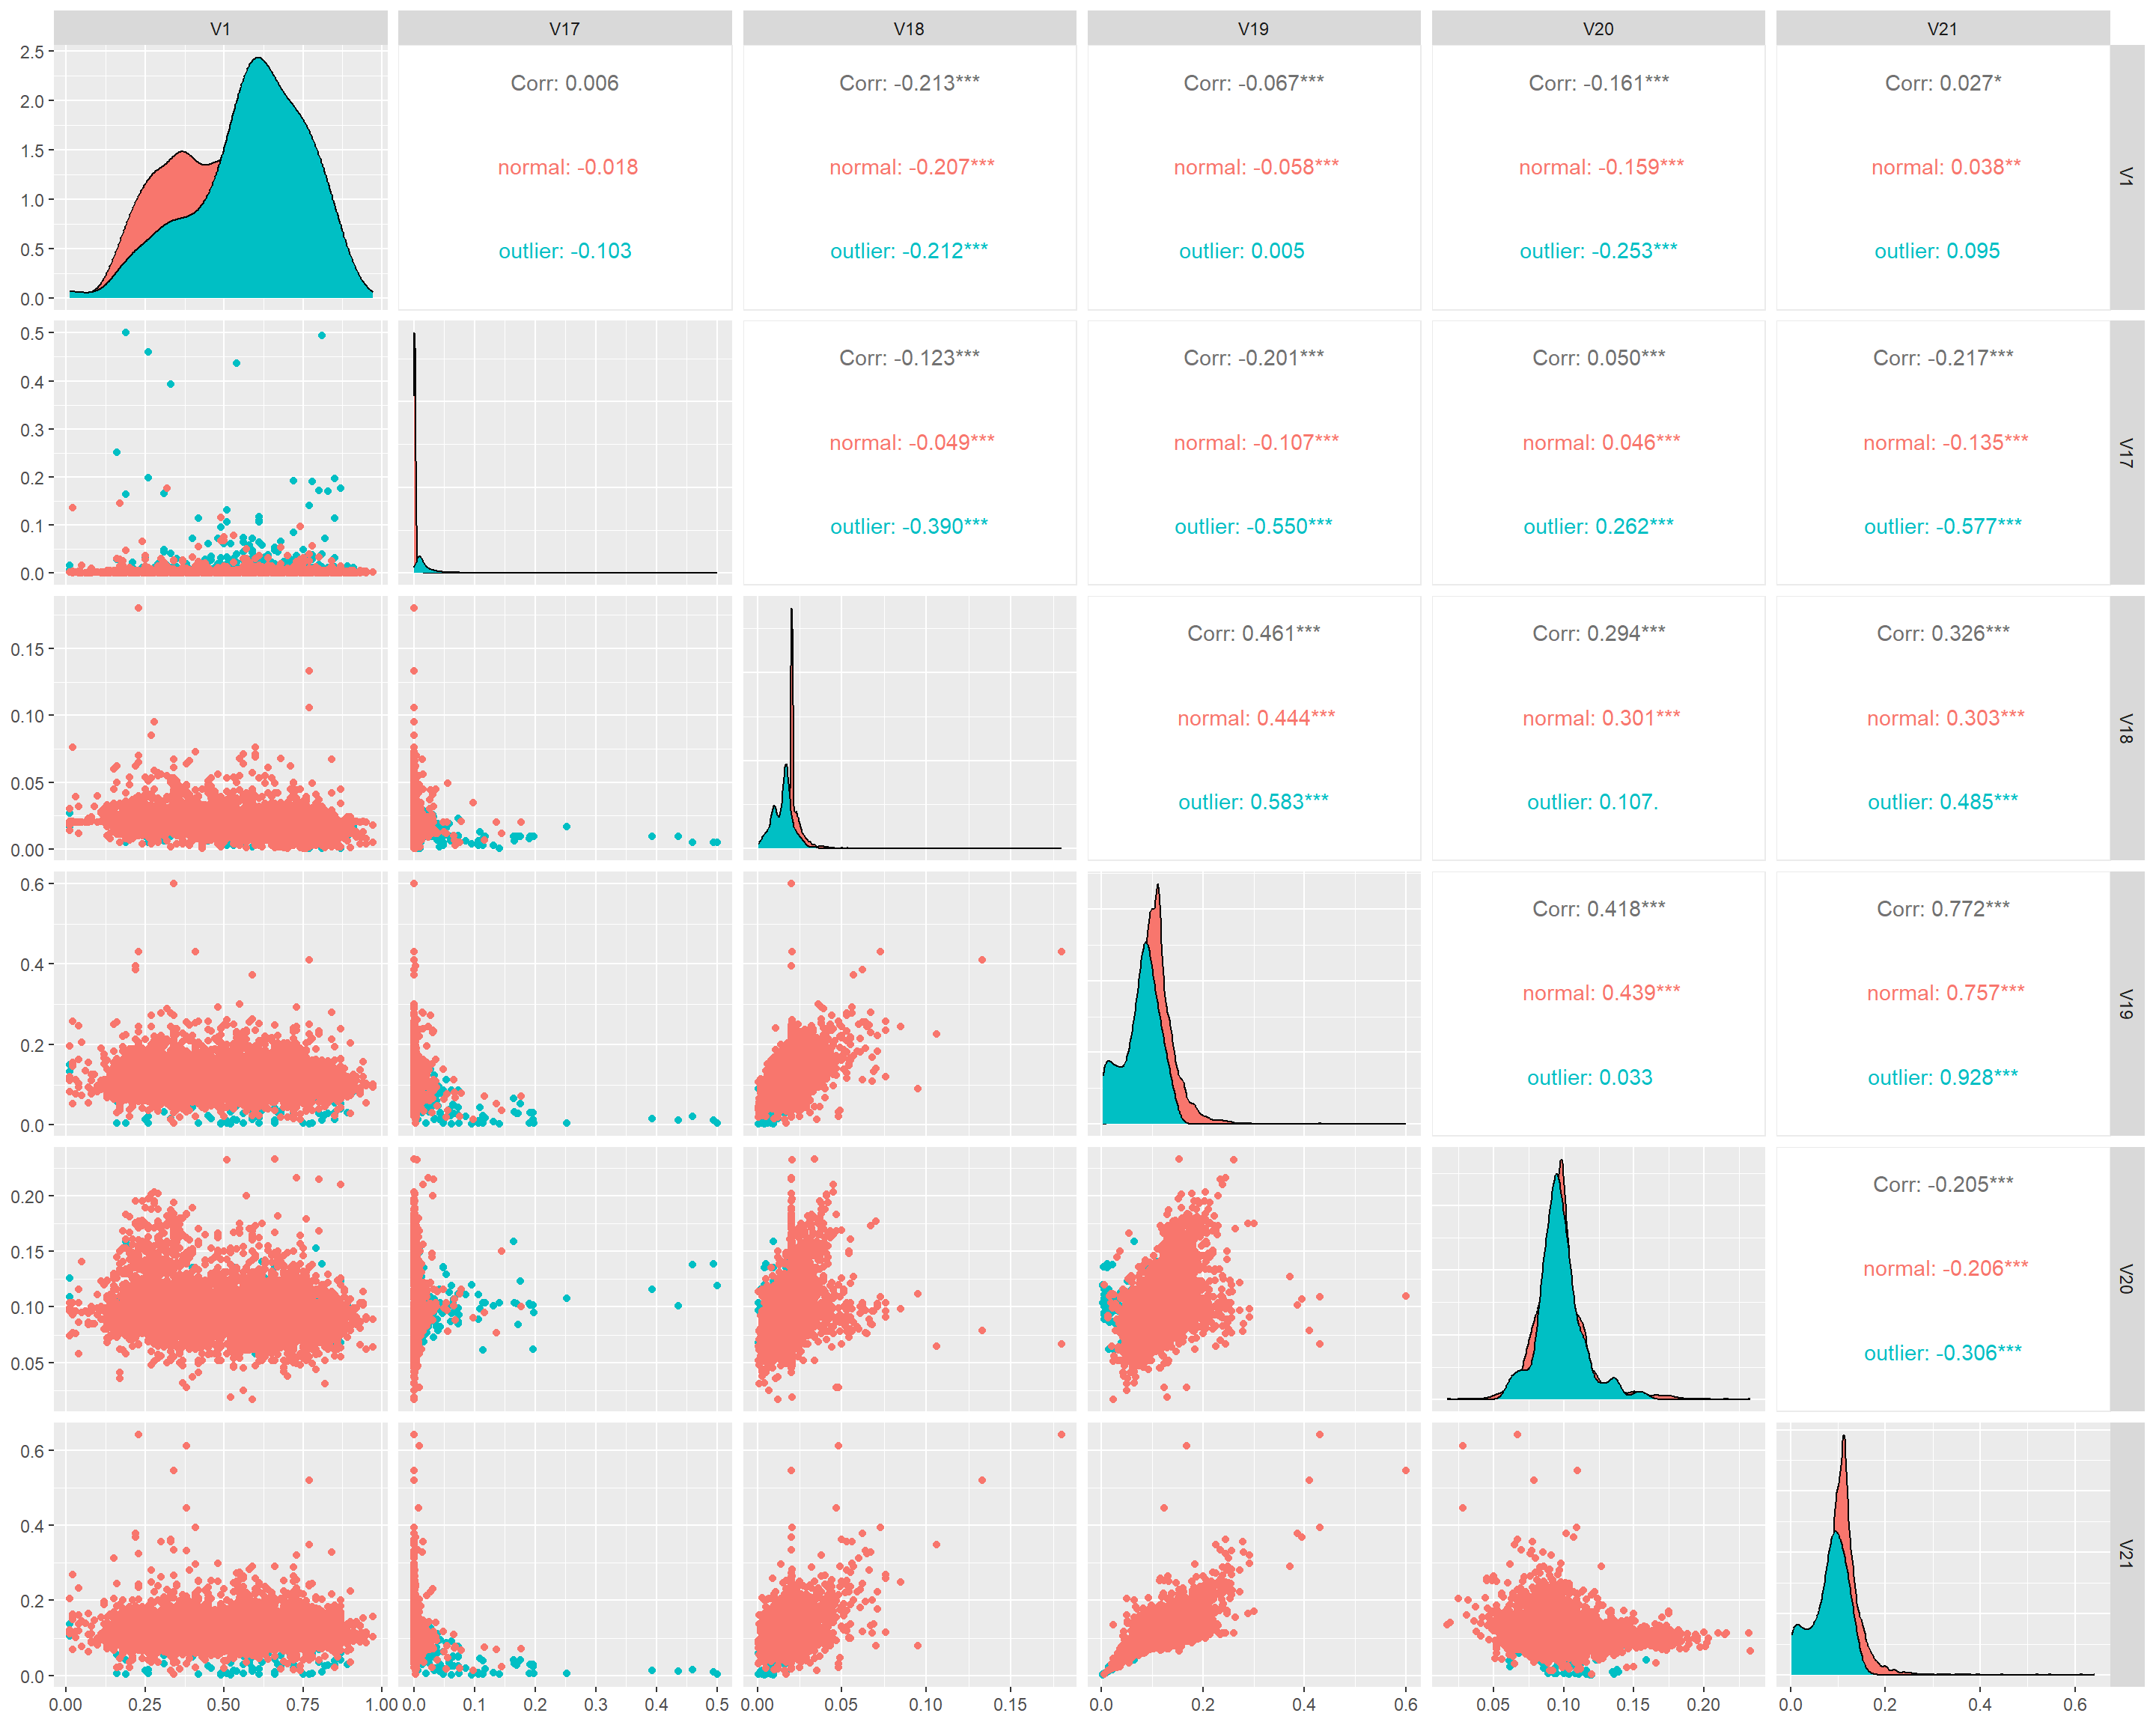 V1 V17 V18 V19 V20 V21
2.5
2.0
1.5
1.0
0.5
0.0
Corr: 0.006
normal: -0.018
outlier: -0.103
Corr: -0.213***
normal: -0.207***
outlier: -0.212***
Corr: -0.067***
normal: -0.058***
outlier: 0.005
Corr: -0.161***
normal: -0.159***
outlier: -0.253***
Corr: 0.027*
normal: 0.038**
outlier: 0.095
V1
0.5
0.4
0.3
0.2
0.1
0.0
Corr: -0.123***
normal: -0.049***
outlier: -0.390***
Corr: -0.201***
normal: -0.107***
outlier: -0.550***
Corr: 0.050***
normal: 0.046***
outlier: 0.262***
Corr: -0.217***
normal: -0.135***
outlier: -0.577***
V17
0.15
0.10
0.05
0.00
Corr: 0.461***
normal: 0.444***
outlier: 0.583***
Corr: 0.294***
normal: 0.301***
outlier: 0.107.
Corr: 0.326***
normal: 0.303***
outlier: 0.485***
V18
0.6
0.4
0.2
0.0
Corr: 0.418***
normal: 0.439***
outlier: 0.033
Corr: 0.772***
normal: 0.757***
outlier: 0.928***
V19
0.20
0.15
0.10
0.05
Corr: -0.205***
normal: -0.206***
outlier: -0.306***
V20
0.6
0.4
0.2
0.0
V21
0.00 0.25 0.50 0.75 1.00
0.0 0.1 0.2 0.3 0.4 0.5
0.00 0.05 0.10 0.15
0.0 0.2 0.4 0.6
0.05 0.10 0.15 0.20
0.0 0.2 0.4 0.6